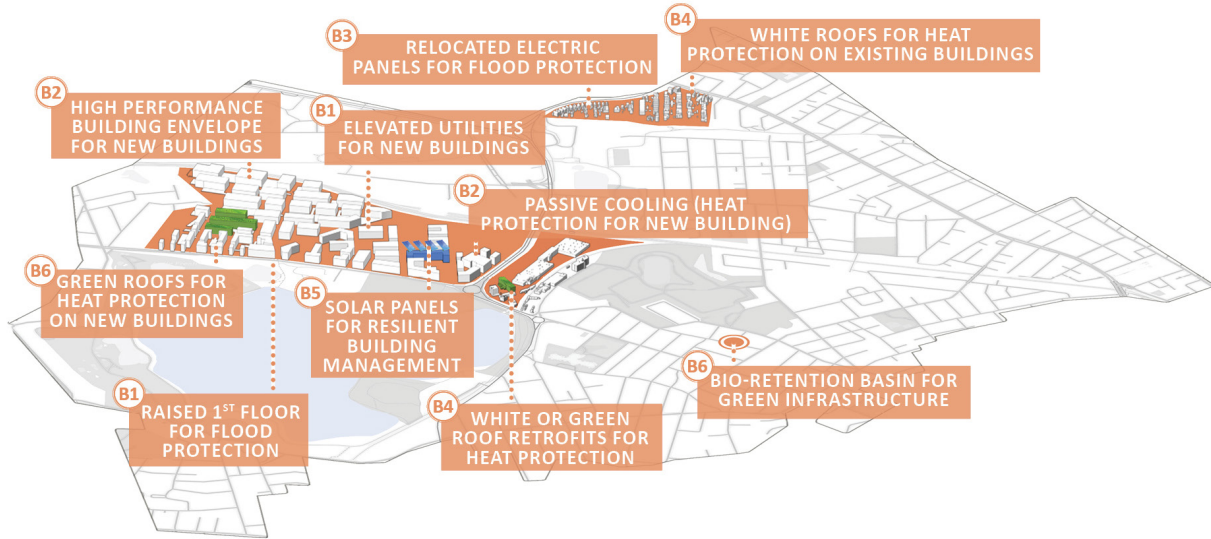 B3
RELOCATED ELECTRIC
PANELS FOR FLOOD PROTECTION
B4
WHITE ROOFS FOR HEAT
PROTECTION ON EXISTING BUILDINGS
B2
HIGH PERFORMANCE
BUILDING ENVELOPE
FOR NEW BUILDINGS
B1
ELEVATED UTILITIES
FOR NEW BUILDINGS
B2
PASSIVE COOLING (HEAT
PROTECTION FOR NEW BUILDING)
B6
GREEN ROOFS FOR
HEAT PROTECTION
ON NEW BUILDINGS
B5
SOLAR PANELS
FOR RESILIENT
BUILDING
MANAGEMENT
B6
BIO-RETENTION BASIN FOR
GREEN INFRASTRUCTURE
B1
RAISED 1ST FLOOR
FOR FLOOD
PROTECTION
B4
WHITE OR GREEN
ROOF RETROFITS FOR
HEAT PROTECTION